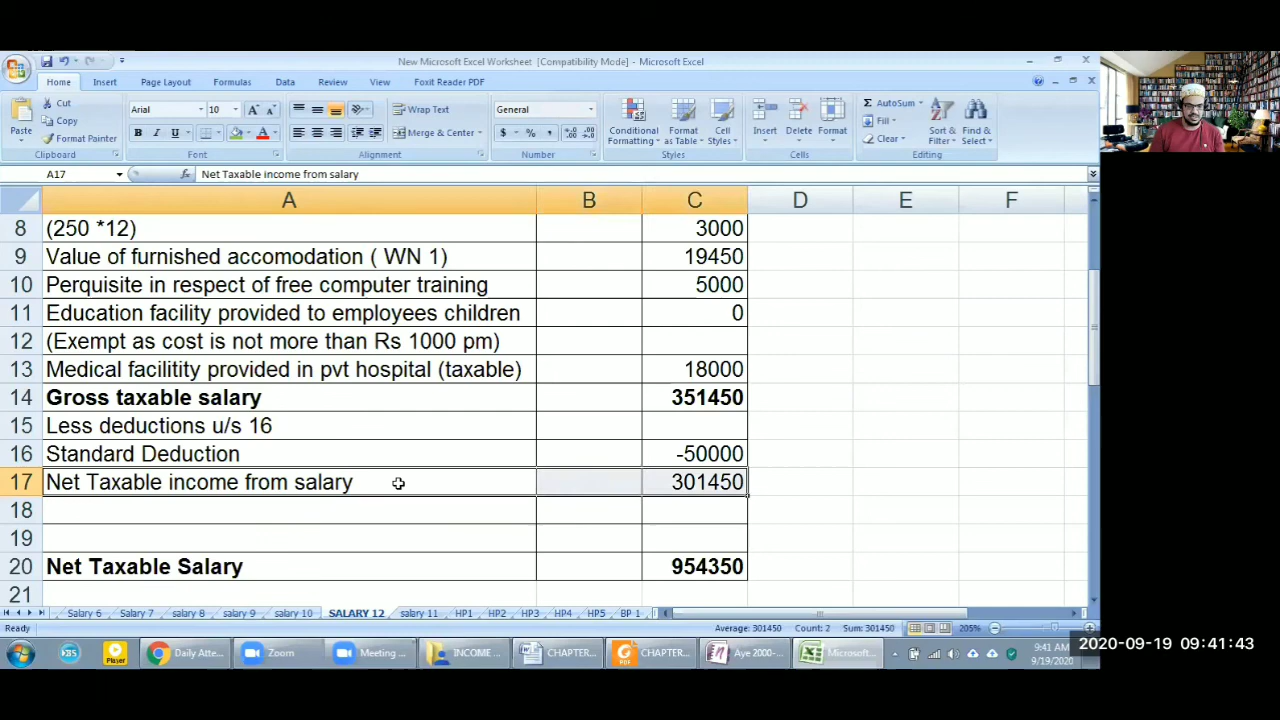 New Microsoft Excel Worksheet [Compatibility Mode] - Microsoft Excel
Home Insert Page Layout Formulas Data Review View Foxit Reader PDF
Paste Cut Copy Format Painter Clipboard
Arial 10 B I U Font
Wrap Text Merge & Center Alignment
General $ % , Number
Conditional Formatting Format as Table Cell Styles Styles
Insert Delete Format Cells
Σ AutoSum Fill Clear Sort & Filter Find & Select Editing
A17 fx Net Taxable income from salary
A B C D E F
8 (250 *12) 3000
9 Value of furnished accomodation ( WN 1) 19450
10 Perquisite in respect of free computer training 5000
11 Education facility provided to employees children 0
12 (Exempt as cost is not more than Rs 1000 pm)
13 Medical facilitity provided in pvt hospital (taxable) 18000
14 Gross taxable salary 351450
15 Less deductions u/s 16
16 Standard Deduction -50000
17 Net Taxable income from salary 301450
18
19
20 Net Taxable Salary 954350
21
Salary 6 Salary 7 salary 8 salary 9 salary 10 SALARY 12 salary 11 HP1 HP2 HP3 HP4 HP5 BP 1
Ready Average: 301450 Count: 2 Sum: 301450 205%
Player Daily Atte... Zoom Meeting ... INCOME ... CHAPTER... CHAPTER... Aye 2000-... Microsoft...
9:41 AM
9/19/2020
2020-09-19 09:41:43